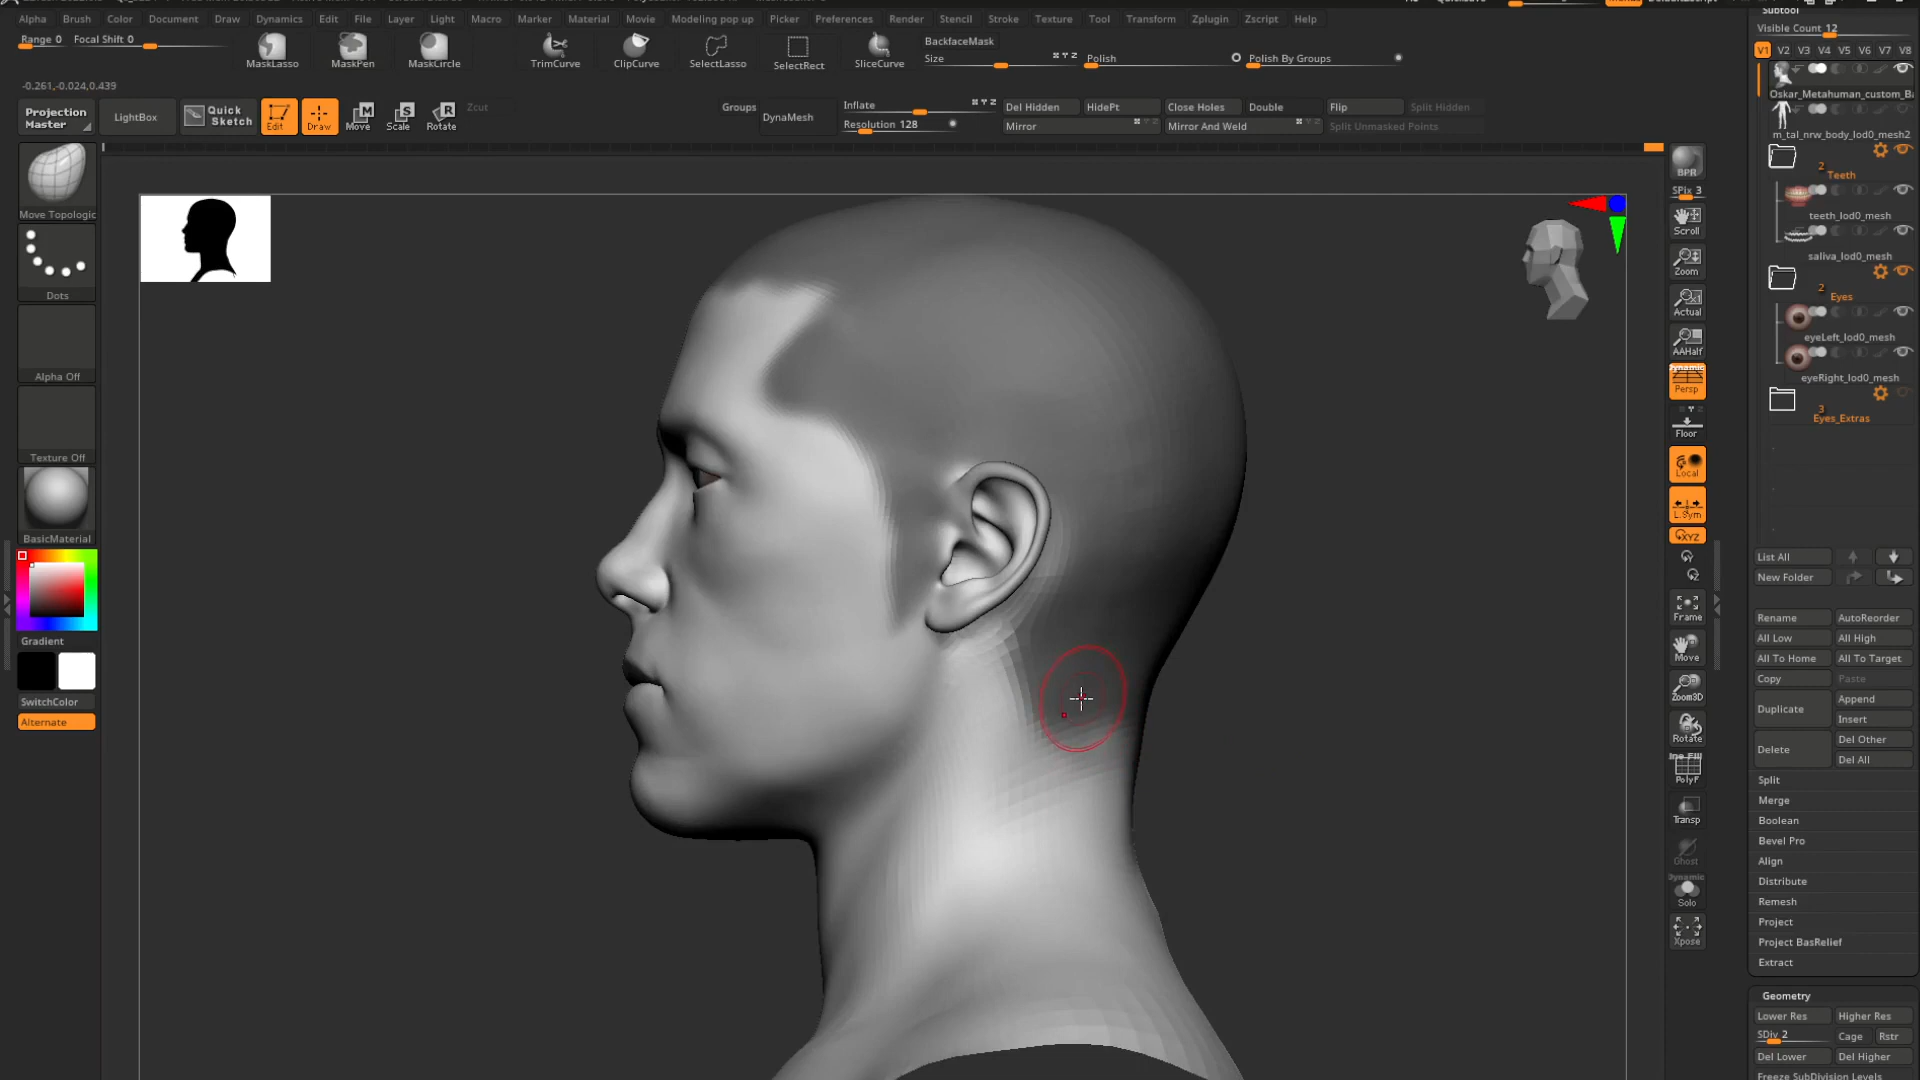 Alpha Brush Color Document Draw Dynamics Edit File Layer Light Macro Marker Material Movie Modeling pop up Picker Preferences Render Stencil Stroke Texture Tool Transform Zplugin Zscript Help
Range 0 Focal Shift 0
MaskLasso MaskPen MaskCircle TrimCurve ClipCurve SelectLasso SelectRect SliceCurve
BackfaceMask
Size Polish Polish By Groups
-0.261,-0.024,0.439
Projection
Master
LightBox
Quick
Sketch
Edit Draw Move Scale Rotate
Zcut
Groups
DynaMesh
Inflate
Resolution 128
Del Hidden HidePt Close Holes Double Flip Split Hidden
Mirror Mirror And Weld Split Unmasked Points
Move Topologic
Dots
Alpha Off
Texture Off
BasicMaterial
Gradient
SwitchColor
Alternate
BPR
SPix 3
Scroll
Zoom
Actual
AAHalf
Dynamic
Persp
Floor
Local
L.Sym
XYZ
Frame
Move
Zoom3D
Rotate
PolyF
Transp
Ghost
Dynamic
Solo
Xpose
Subtool
Visible Count 12
V1 V2 V3 V4 V5 V6 V7 V8
Oskar_Metahuman_custom_Ba
m_tal_nrw_body_lod0_mesh2
2
Teeth
teeth_lod0_mesh
saliva_lod0_mesh
2
Eyes
eyeLeft_lod0_mesh
eyeRight_lod0_mesh
3
Eyes_Extras
List All
New Folder
Rename AutoReorder
All Low All High
All To Home All To Target
Copy Paste
Duplicate
Append
Insert
Delete
Del Other
Del All
Split
Merge
Boolean
Bevel Pro
Align
Distribute
Remesh
Project
Project BasRelief
Extract
Geometry
Lower Res Higher Res
SDiv 2 Cage Rstr
Del Lower Del Higher
Freeze SubDivision Levels